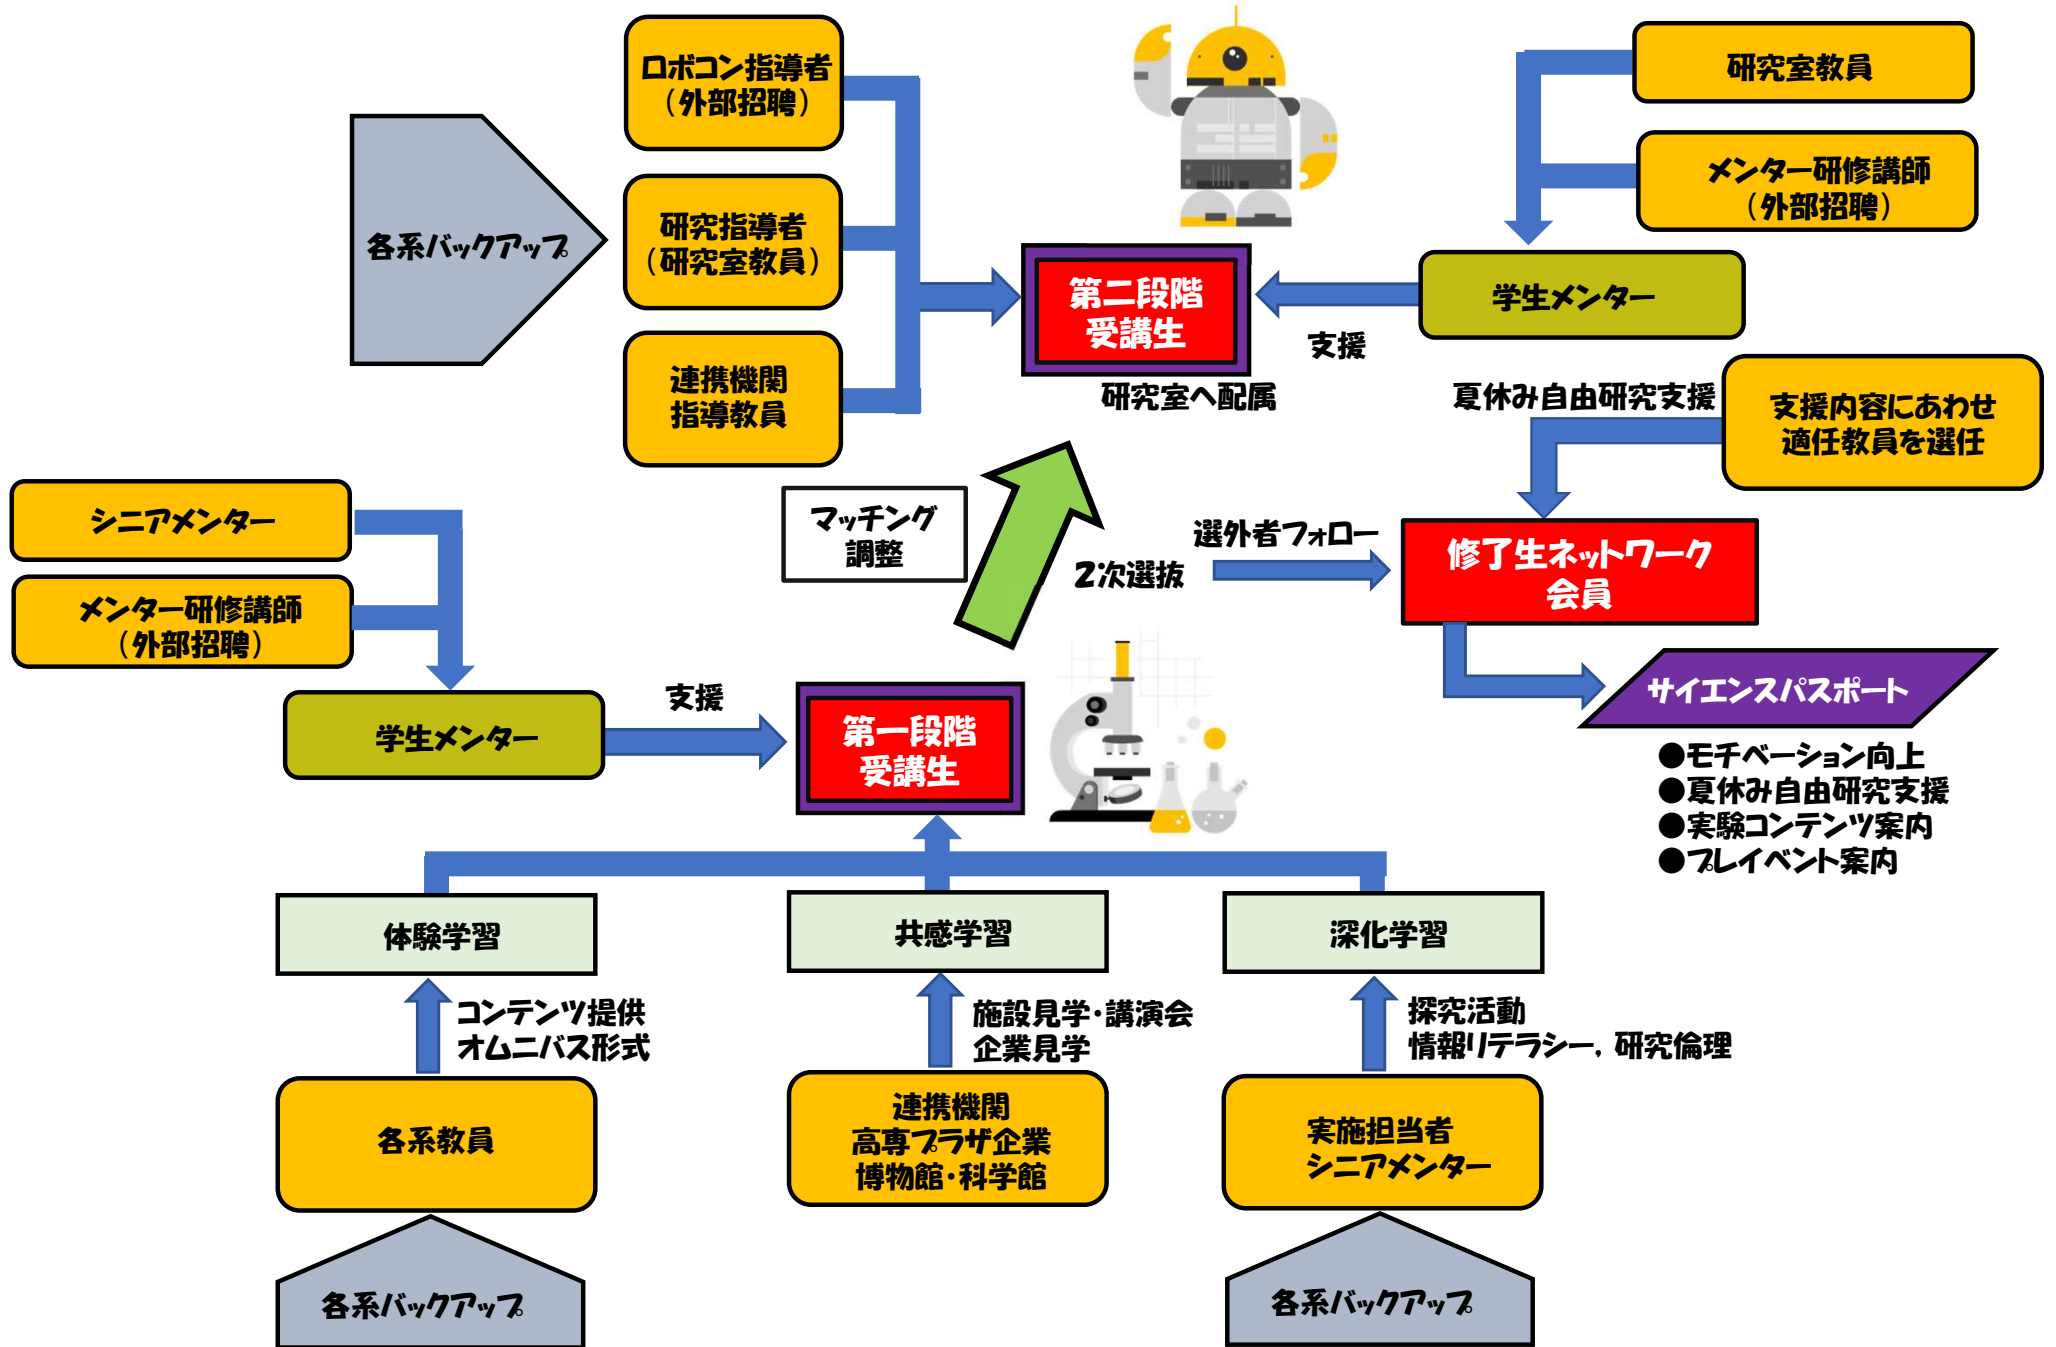 ロボコン指導者
（外部招聘）
各系バックアップ
研究指導者
（研究室教員）
連携機関
指導教員
第二段階
受講生
研究室へ配属
研究室教員
メンター研修講師
（外部招聘）
学生メンター
支援
夏休み自由研究支援
支援内容にあわせ
適任教員を選任
シニアメンター
メンター研修講師
（外部招聘）
学生メンター
支援
マッチング
調整
2次選抜
選外者フォロー
修了生ネットワーク
会員
サイエンスパスポート
●モチベーション向上
●夏休み自由研究支援
●実験コンテンツ案内
●プレイベント案内
第一段階
受講生
体験学習
共感学習
深化学習
コンテンツ提供
オムニバス形式
施設見学・講演会
企業見学
探究活動
情報リテラシー，研究倫理
各系教員
連携機関
高専プラザ企業
博物館・科学館
実施担当者
シニアメンター
各系バックアップ
各系バックアップ